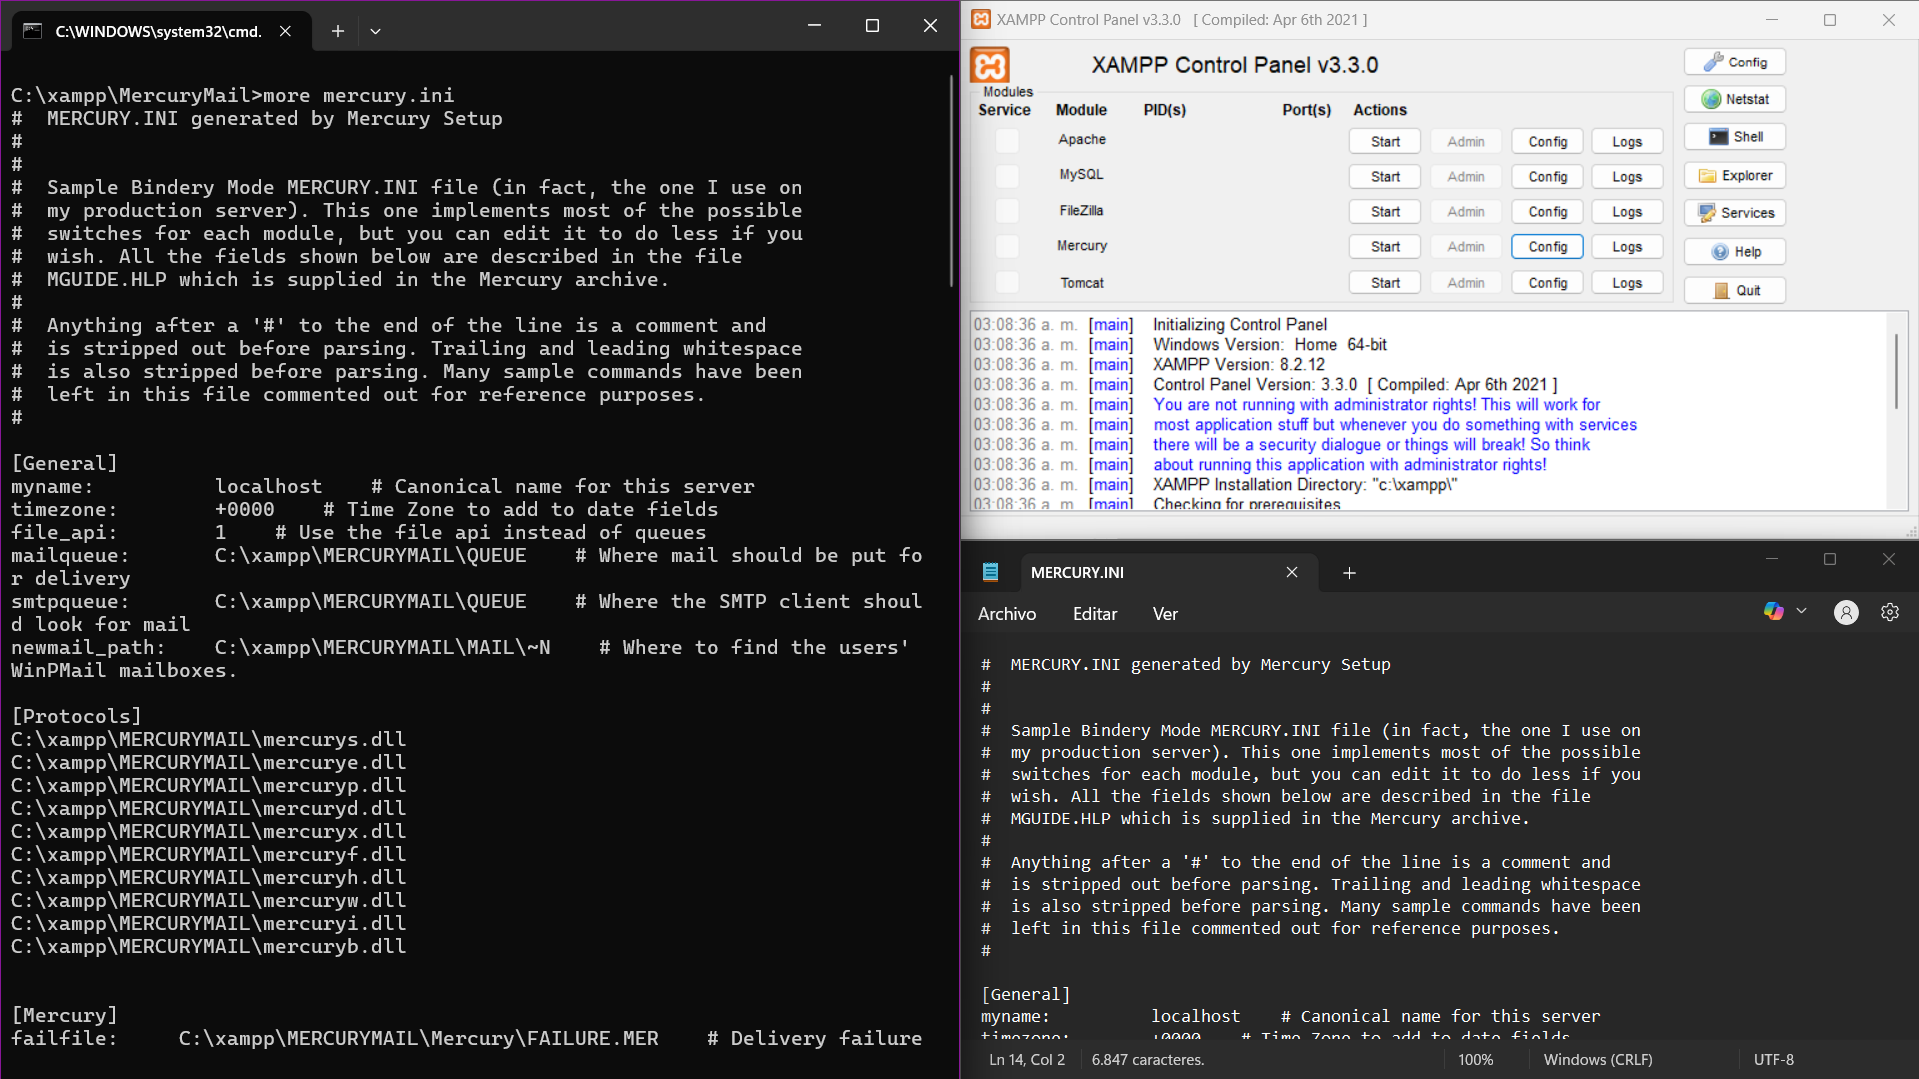 C:\WINDOWS\system32\cmd.
C:\xampp\MercuryMail>more mercury.ini
#  MERCURY.INI generated by Mercury Setup
#
#
#  Sample Bindery Mode MERCURY.INI file (in fact, the one I use on
#  my production server). This one implements most of the possible
#  switches for each module, but you can edit it to do less if you
#  wish. All the fields shown below are described in the file
#  MGUIDE.HLP which is supplied in the Mercury archive.
#
#  Anything after a '#' to the end of the line is a comment and
#  is stripped out before parsing. Trailing and leading whitespace
#  is also stripped before parsing. Many sample commands have been
#  left in this file commented out for reference purposes.
#
[General]
myname:          localhost    # Canonical name for this server
timezone:        +0000    # Time Zone to add to date fields
file_api:        1    # Use the file api instead of queues
mailqueue:       C:\xampp\MERCURYMAIL\QUEUE    # Where mail should be put fo
r delivery
smtpqueue:       C:\xampp\MERCURYMAIL\QUEUE    # Where the SMTP client shoul
d look for mail
newmail_path:    C:\xampp\MERCURYMAIL\MAIL\~N    # Where to find the users'
WinPMail mailboxes.
[Protocols]
C:\xampp\MERCURYMAIL\mercurys.dll
C:\xampp\MERCURYMAIL\mercurye.dll
C:\xampp\MERCURYMAIL\mercuryp.dll
C:\xampp\MERCURYMAIL\mercuryd.dll
C:\xampp\MERCURYMAIL\mercuryx.dll
C:\xampp\MERCURYMAIL\mercuryf.dll
C:\xampp\MERCURYMAIL\mercuryh.dll
C:\xampp\MERCURYMAIL\mercuryw.dll
C:\xampp\MERCURYMAIL\mercuryi.dll
C:\xampp\MERCURYMAIL\mercuryb.dll
[Mercury]
failfile:     C:\xampp\MERCURYMAIL\Mercury\FAILURE.MER    # Delivery failure
XAMPP Control Panel v3.3.0   [ Compiled: Apr 6th 2021 ]
XAMPP Control Panel v3.3.0
Modules
Service Module PID(s) Port(s) Actions
Apache Start Admin Config Logs
MySQL Start Admin Config Logs
FileZilla Start Admin Config Logs
Mercury Start Admin Config Logs
Tomcat Start Admin Config Logs
Config
Netstat
Shell
Explorer
Services
Help
Quit
03:08:36 a. m.  [main]  Initializing Control Panel
03:08:36 a. m.  [main]  Windows Version:  Home  64-bit
03:08:36 a. m.  [main]  XAMPP Version: 8.2.12
03:08:36 a. m.  [main]  Control Panel Version: 3.3.0  [ Compiled: Apr 6th 2021 ]
03:08:36 a. m.  [main]  You are not running with administrator rights! This will work for
03:08:36 a. m.  [main]  most application stuff but whenever you do something with services
03:08:36 a. m.  [main]  there will be a security dialogue or things will break! So think
03:08:36 a. m.  [main]  about running this application with administrator rights!
03:08:36 a. m.  [main]  XAMPP Installation Directory: "c:\xampp\"
03:08:36 a. m.  [main]  Checking for prerequisites
MERCURY.INI
Archivo Editar Ver
#  MERCURY.INI generated by Mercury Setup
#
#
#  Sample Bindery Mode MERCURY.INI file (in fact, the one I use on
#  my production server). This one implements most of the possible
#  switches for each module, but you can edit it to do less if you
#  wish. All the fields shown below are described in the file
#  MGUIDE.HLP which is supplied in the Mercury archive.
#
#  Anything after a '#' to the end of the line is a comment and
#  is stripped out before parsing. Trailing and leading whitespace
#  is also stripped before parsing. Many sample commands have been
#  left in this file commented out for reference purposes.
#
[General]
myname:          localhost    # Canonical name for this server
timezone:        +0000    # Time Zone to add to date fields
Ln 14, Col 2 6.847 caracteres. 100% Windows (CRLF) UTF-8